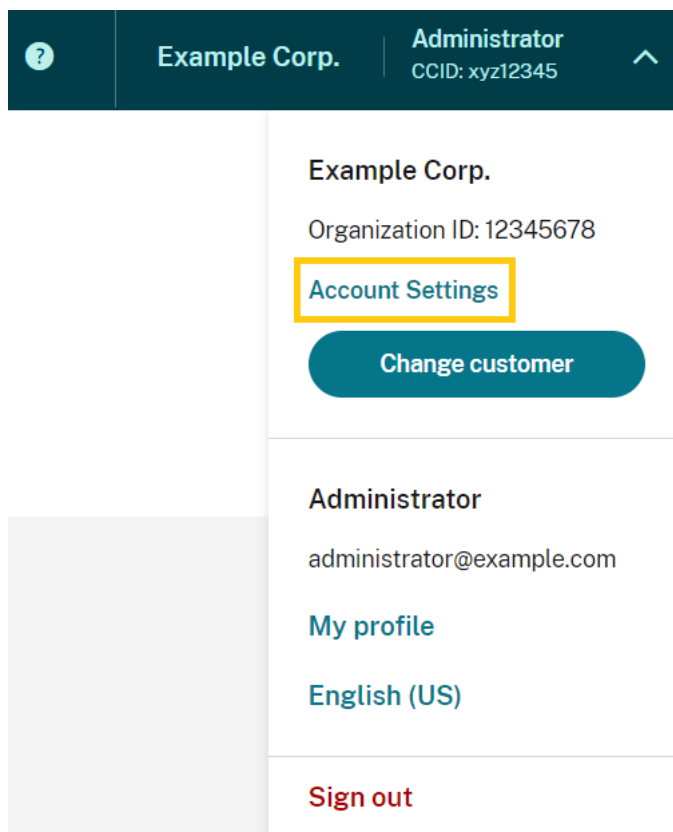 ?
Example Corp.
Administrator
CCID: xyz12345
Example Corp.
Organization ID: 12345678
Account Settings
Change customer
Administrator
administrator@example.com
My profile
English (US)
Sign out